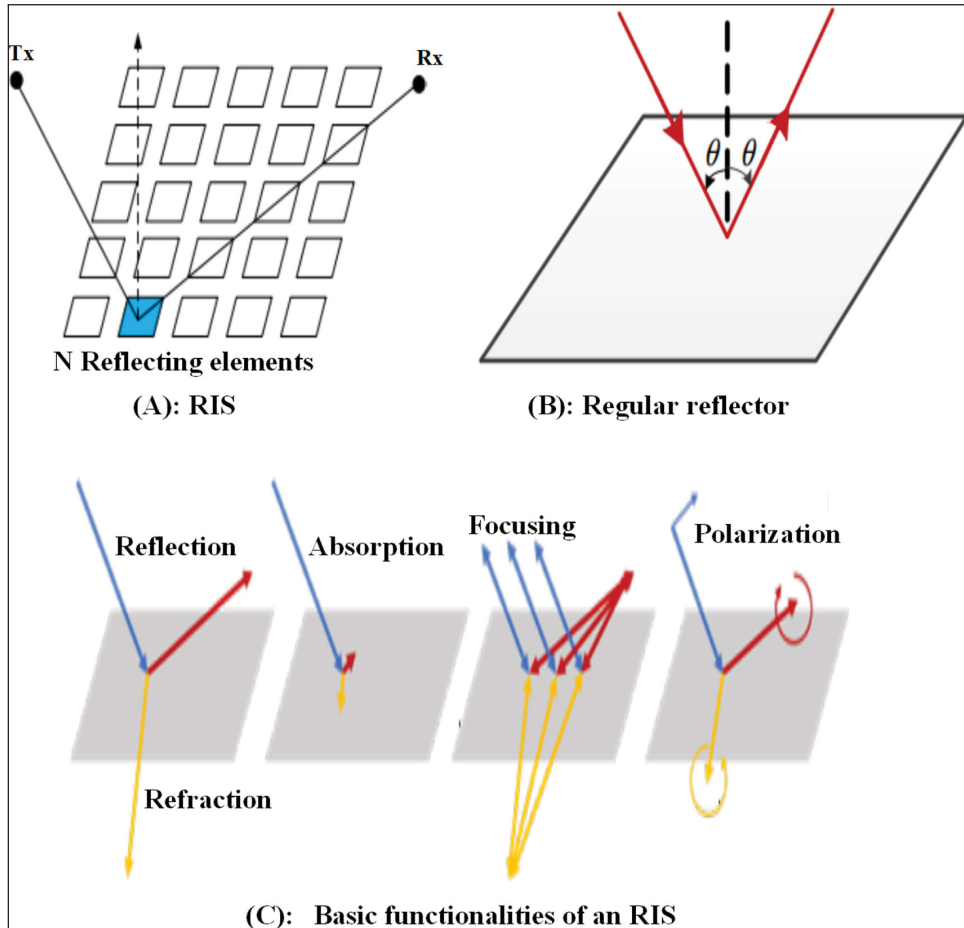 Tx
Rx
N Reflecting elements
(A): RIS
θ θ
(B): Regular reflector
Reflection
Absorption
Focusing
Polarization
Refraction
(C): Basic functionalities of an RIS